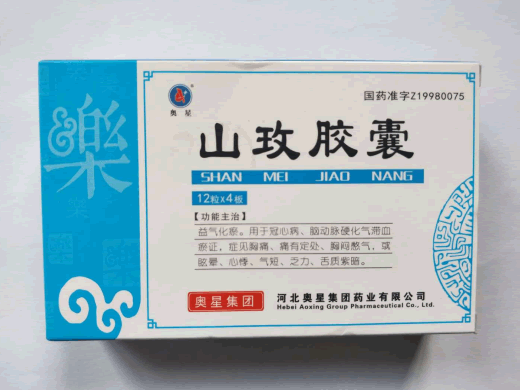 樂
奥星
国药准字Z19980075
山玫胶囊
SHAN MEI JIAO NANG
12粒x4板
【功能主治】
益气化瘀。用于冠心病、脑动脉硬化气滞血
瘀证,症见胸痛、痛有定处、胸闷憋气,或
眩晕、心悸、气短、乏力、舌质紫暗。
奥星集团
河北奥星集团药业有限公司
Hebei Aoxing Group Pharmaceutical Co., Ltd.